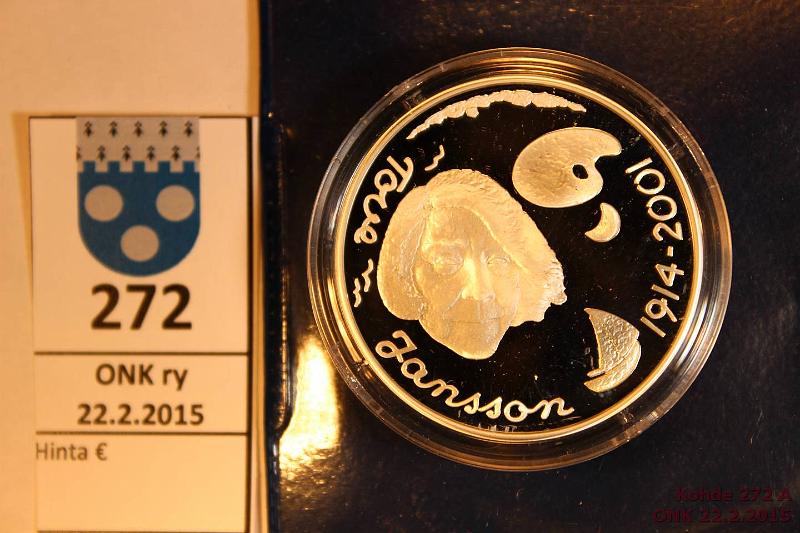 272
ONK ry
22.2.2015
Hinta €
Tove
Jansson
1914-2001
Kohde 272 A
ONK 22.2.2015